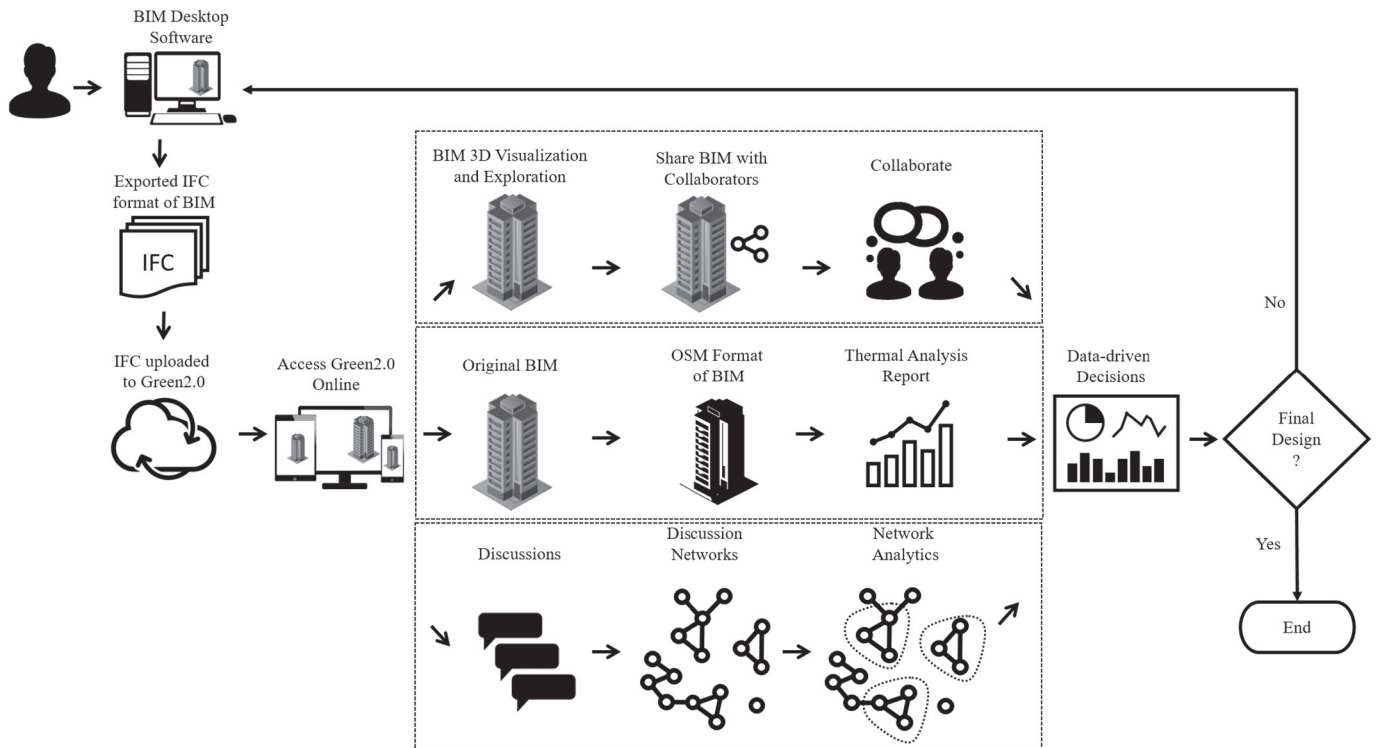 BIM Desktop
Software
Exported IFC
format of BIM
IFC
IFC uploaded
to Green2.0
Access Green2.0
Online
BIM 3D Visualization
and Exploration
Share BIM with
Collaborators
Collaborate
Original BIM
OSM Format
of BIM
Thermal Analysis
Report
Discussions
Discussion
Networks
Network
Analytics
Data-driven
Decisions
Final
Design
?
No
Yes
End